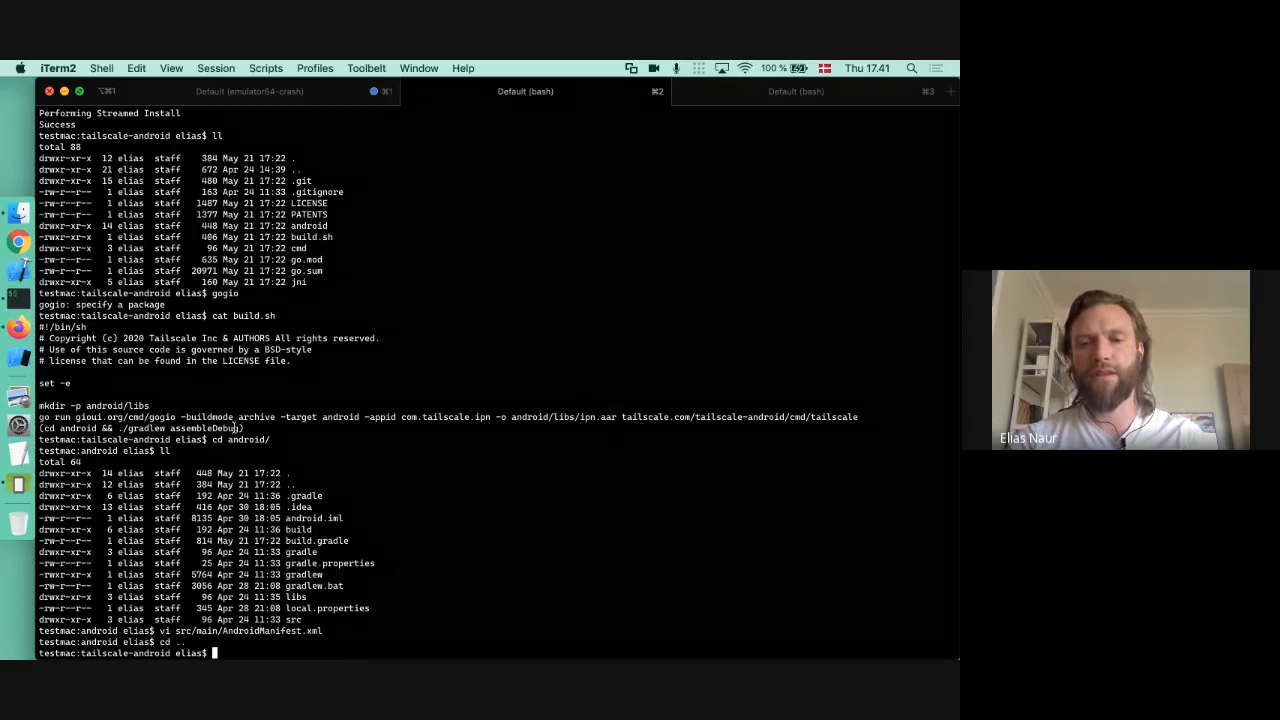 iTerm2 Shell Edit View Session Scripts Profiles Toolbelt Window Help 100 % Thu 17.41
⌥⌘1 Default (emulator64-crash) ⌘1 Default (bash) ⌘2 Default (bash) ⌘3 +
Performing Streamed Install
Success
testmac:tailscale-android elias$ ll
total 88
drwxr-xr-x 12 elias staff 384 May 21 17:22 .
drwxr-xr-x 21 elias staff 672 Apr 24 14:39 ..
drwxr-xr-x 15 elias staff 480 May 21 17:22 .git
-rw-r--r-- 1 elias staff 163 Apr 24 11:33 .gitignore
-rw-r--r-- 1 elias staff 1487 May 21 17:22 LICENSE
-rw-r--r-- 1 elias staff 1377 May 21 17:22 PATENTS
drwxr-xr-x 14 elias staff 448 May 21 17:22 android
-rw-r-xr-x 1 elias staff 406 May 21 17:22 build.sh
drwxr-xr-x 3 elias staff 96 May 21 17:22 cmd
-rw-r--r-- 1 elias staff 635 May 21 17:22 go.mod
-rw-r--r-- 1 elias staff 20971 May 21 17:22 go.sum
drwxr-xr-x 5 elias staff 160 May 21 17:22 jni
testmac:tailscale-android elias$ gogio
gogio: specify a package
testmac:tailscale-android elias$ cat build.sh
#!/bin/sh
# Copyright (c) 2020 Tailscale Inc & AUTHORS All rights reserved.
# Use of this source code is governed by a BSD-style
# license that can be found in the LICENSE file.
set -e
mkdir -p android/libs
go run gioui.org/cmd/gogio -buildmode archive -target android -appid com.tailscale.ipn -o android/libs/ipn.aar tailscale.com/tailscale-android/cmd/tailscale
(cd android && ./gradlew assembleDebug)
testmac:tailscale-android elias$ cd android/
testmac:android elias$ ll
total 64
drwxr-xr-x 14 elias staff 448 May 21 17:22 .
drwxr-xr-x 12 elias staff 384 May 21 17:22 ..
drwxr-xr-x 6 elias staff 192 Apr 24 11:36 .gradle
drwxr-xr-x 13 elias staff 416 Apr 30 18:05 .idea
-rw-r--r-- 1 elias staff 8135 Apr 30 18:05 android.iml
drwxr-xr-x 6 elias staff 192 Apr 24 11:36 build
-rw-r--r-- 1 elias staff 814 May 21 17:22 build.gradle
drwxr-xr-x 3 elias staff 96 Apr 24 11:33 gradle
-rw-r--r-- 1 elias staff 25 Apr 24 11:33 gradle.properties
-rwxr-xr-x 1 elias staff 5764 Apr 24 11:33 gradlew
-rw-r--r-- 1 elias staff 3056 Apr 28 21:08 gradlew.bat
drwxr-xr-x 3 elias staff 96 Apr 24 11:35 libs
-rw-r--r-- 1 elias staff 345 Apr 28 21:08 local.properties
drwxr-xr-x 3 elias staff 96 Apr 24 11:33 src
testmac:android elias$ vi src/main/AndroidManifest.xml
testmac:android elias$ cd ..
testmac:tailscale-android elias$
Elias Naur